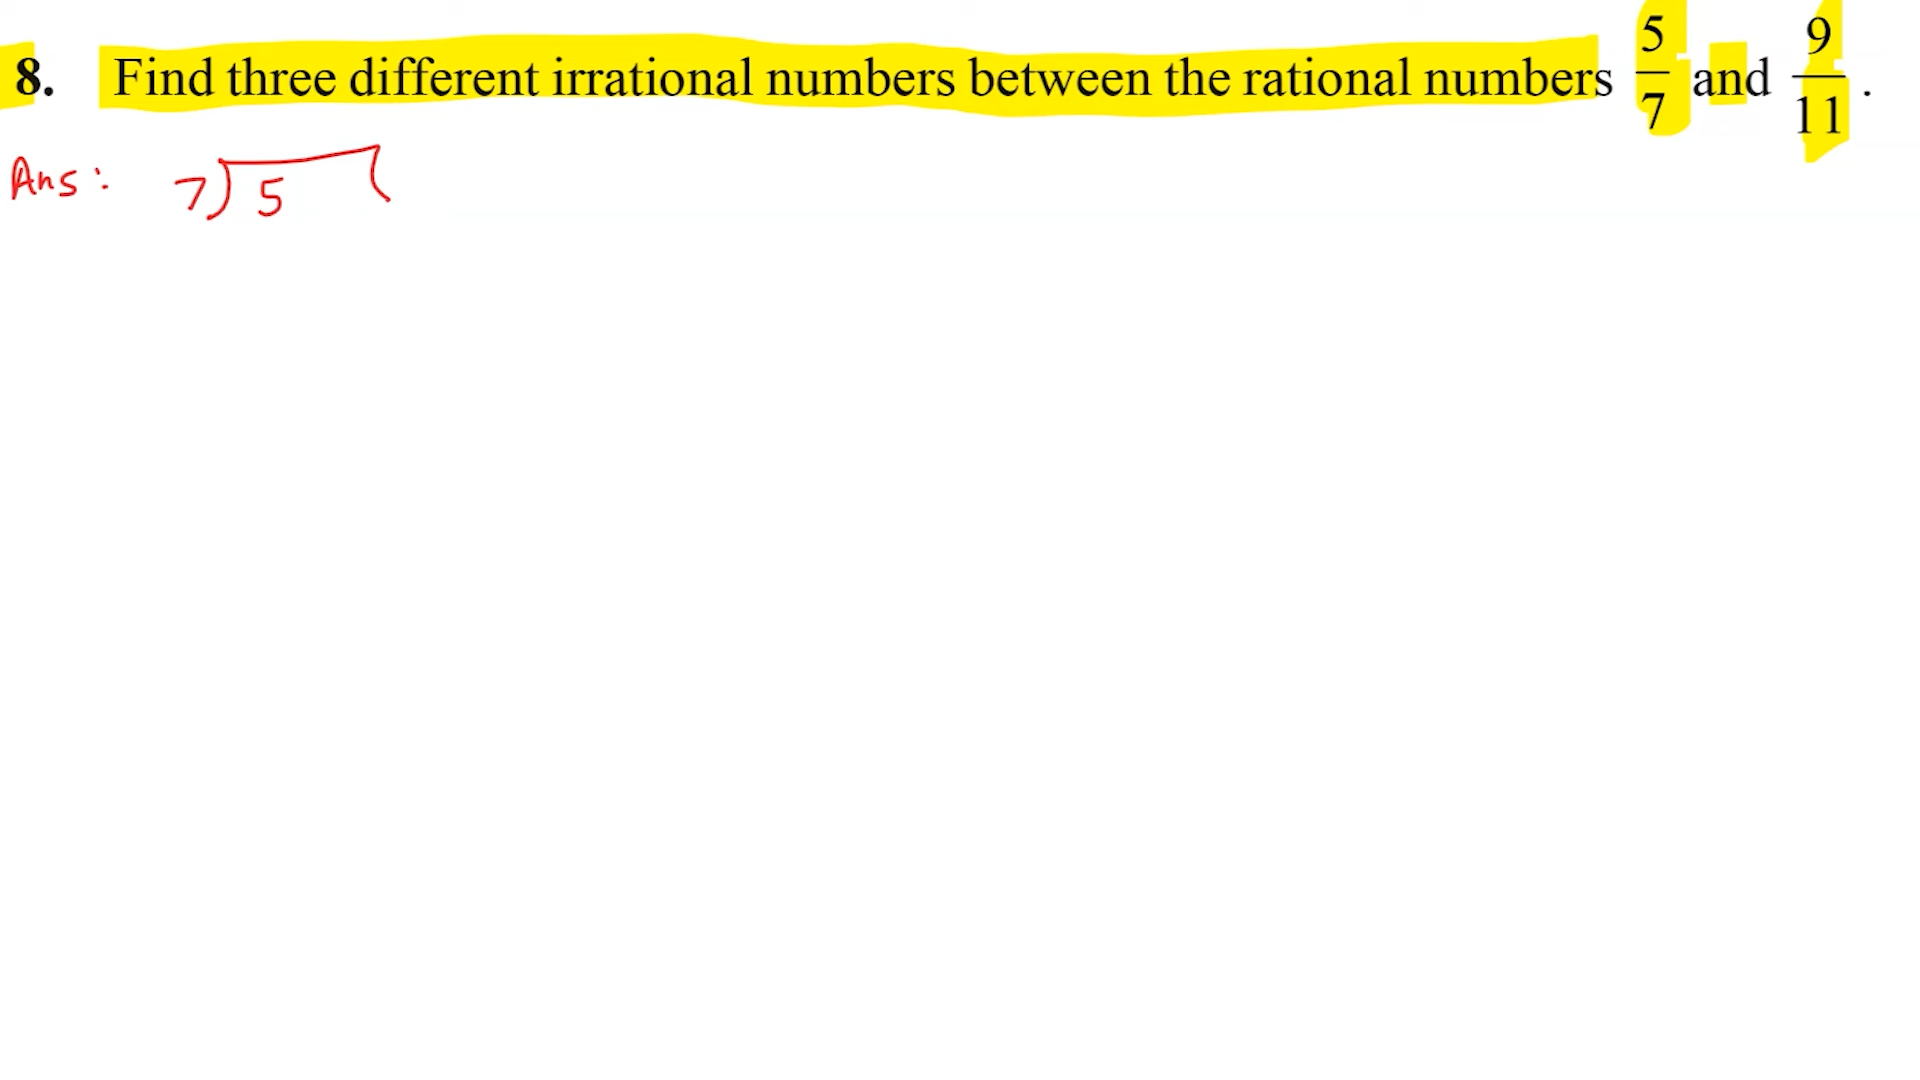 8. Find three different irrational numbers between the rational numbers 5/7 and 9/11 .
Ans: 7) 5 (